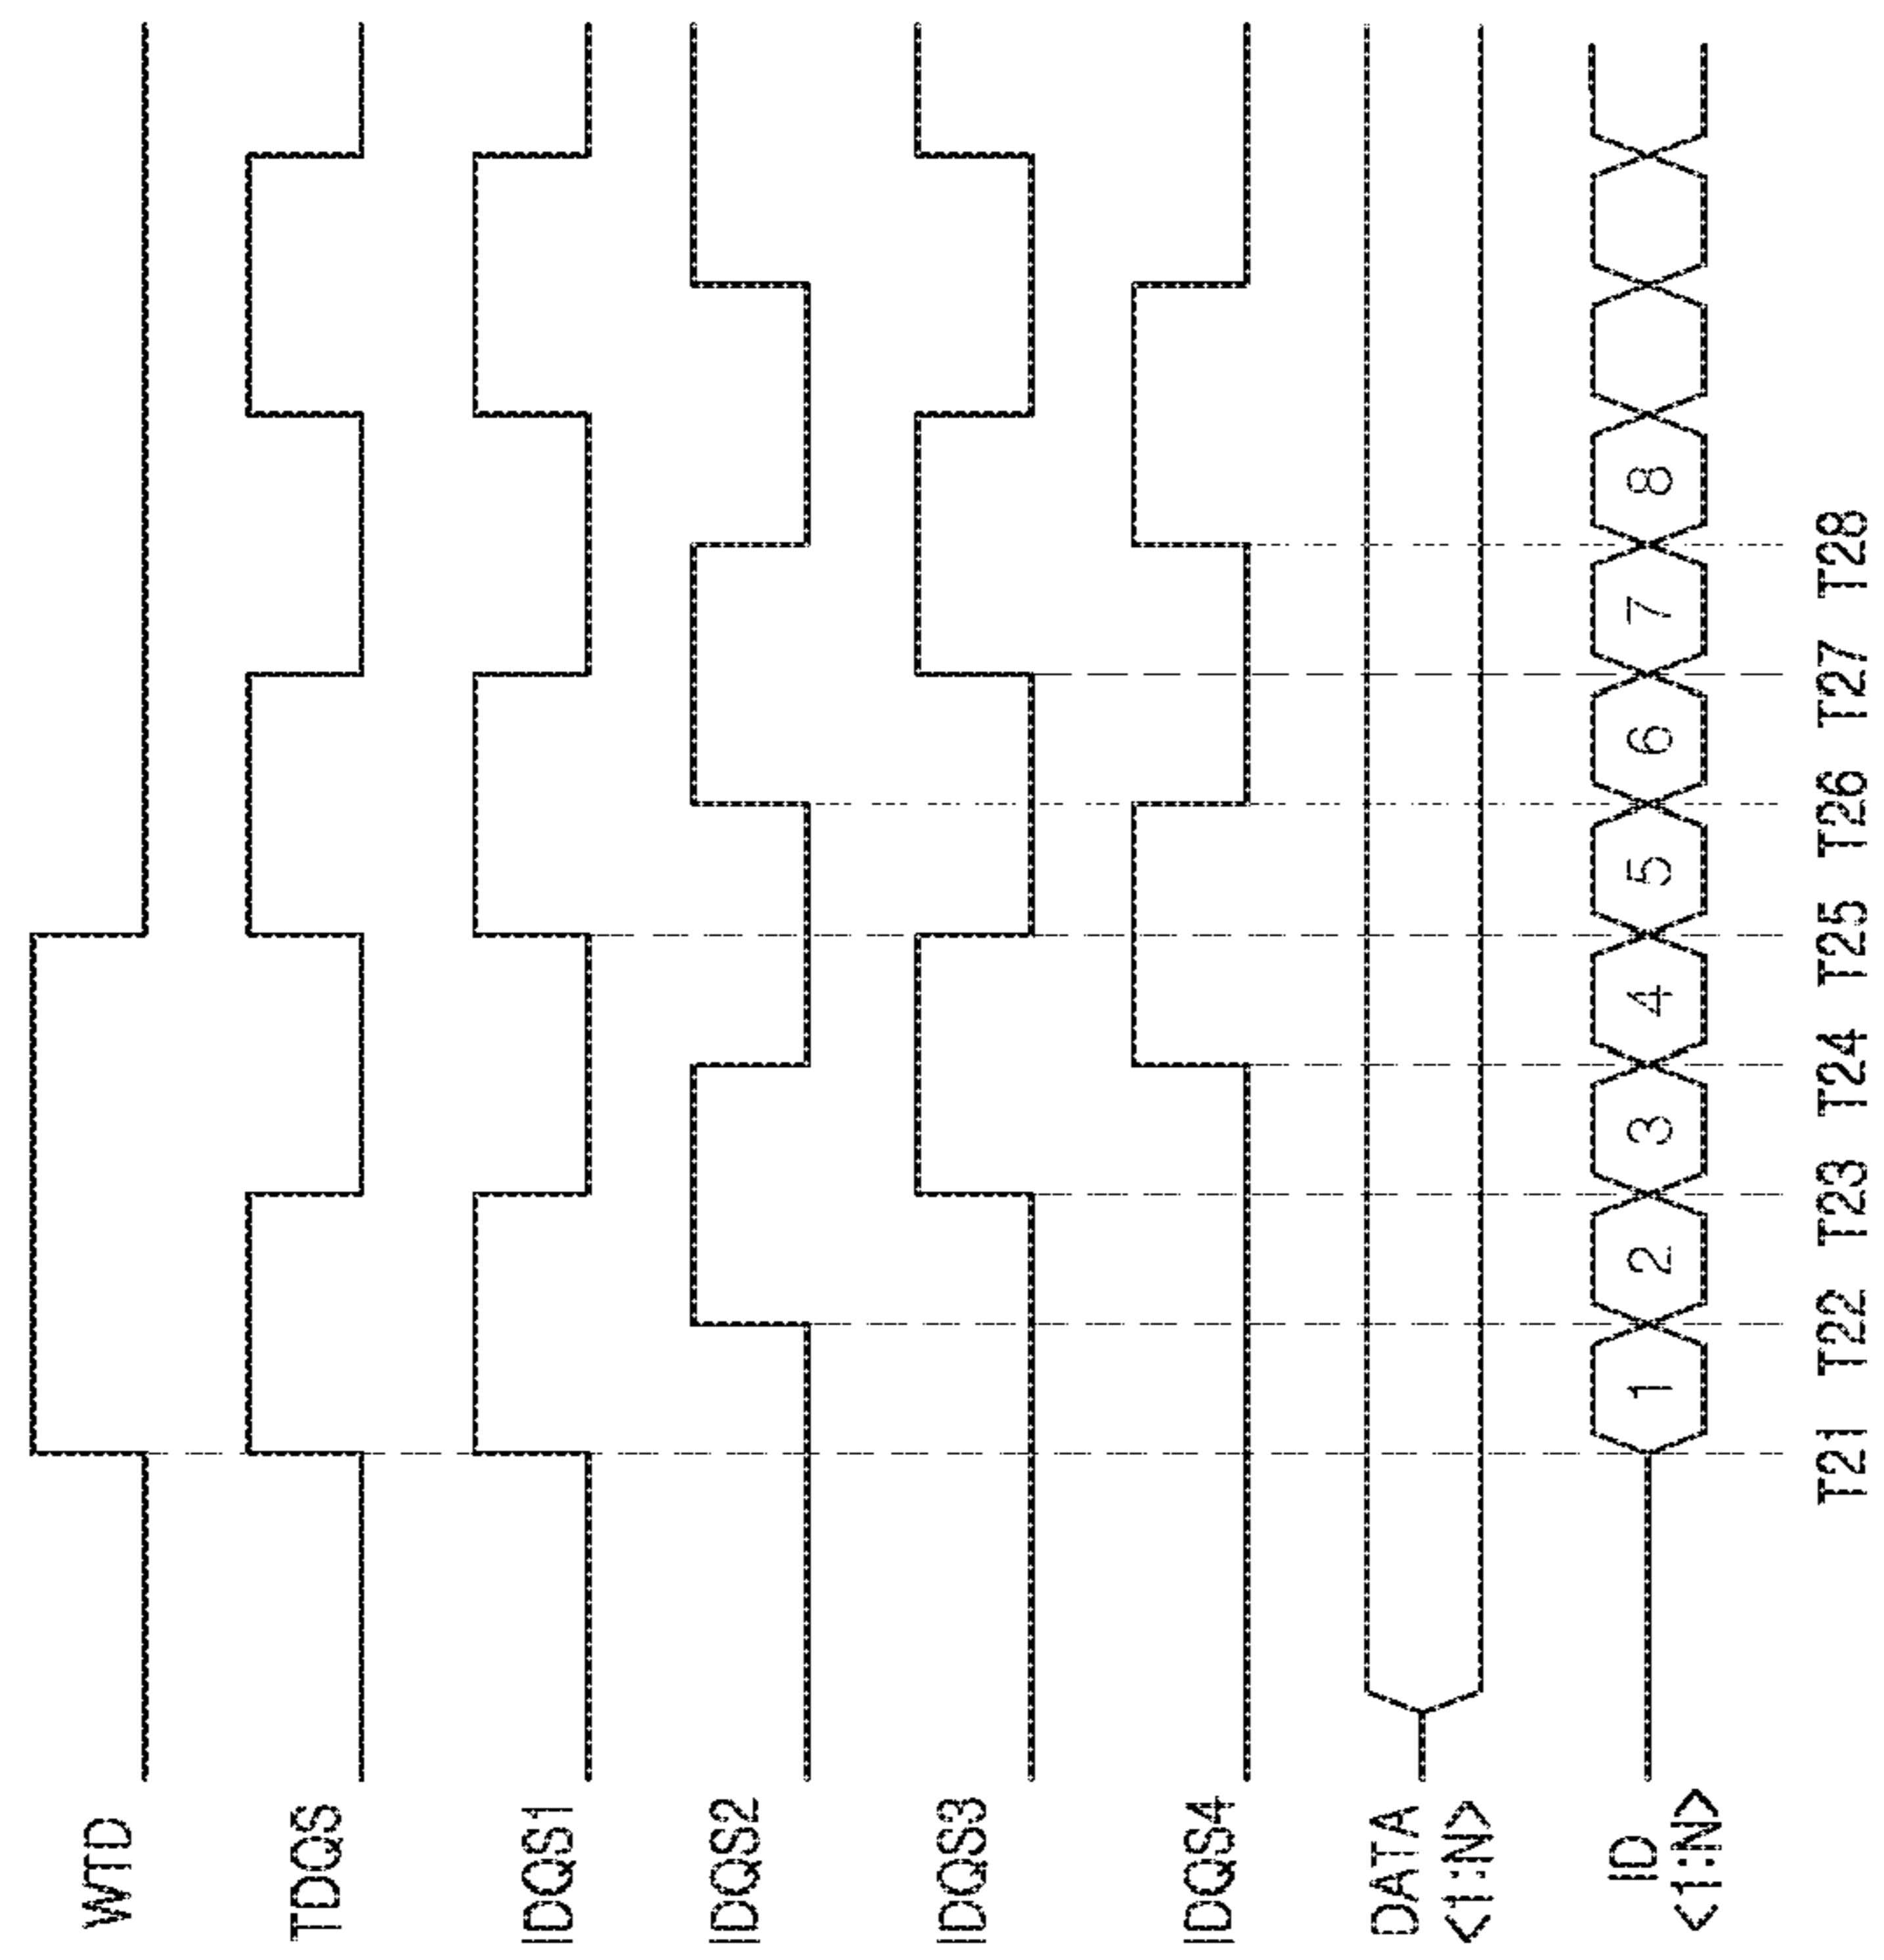 WTD
TDQS
IDQS1
IDQS2
IDQS3
IDQS4
DATA
<1:N>
ID
<1:N>
1 2 3 4 5 6 7 8
T21 T22 T23 T24 T25 T26 T27 T28